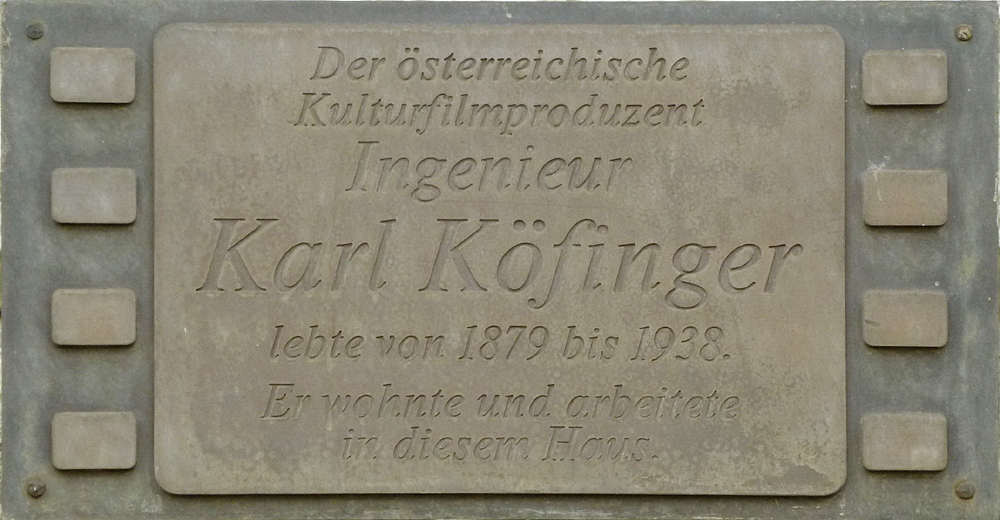 Der österreichische
Kulturfilmproduzent
Ingenieur
Karl Köfinger
lebte von 1879 bis 1938.
Er wohnte und arbeitete
in diesem Haus.